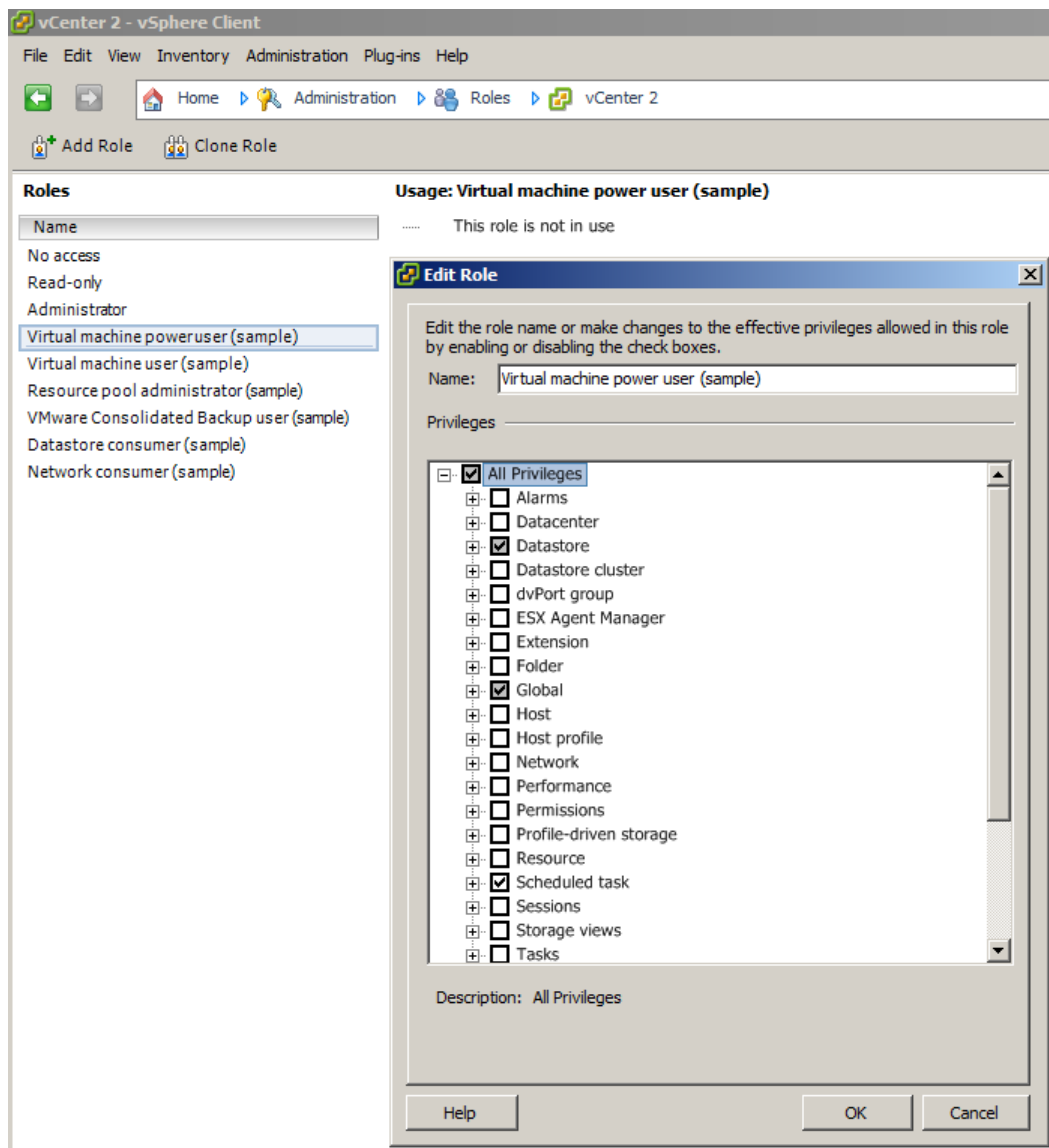 vCenter 2 - vSphere Client
File Edit View Inventory Administration Plug-ins Help
Home Administration Roles vCenter 2
Add Role Clone Role
Roles
Name
No access
Read-only
Administrator
Virtual machine poweruser (sample)
Virtual machine user (sample)
Resource pool administrator (sample)
VMware Consolidated Backup user (sample)
Datastore consumer (sample)
Network consumer (sample)
Usage: Virtual machine power user (sample)
This role is not in use
Edit Role
Edit the role name or make changes to the effective privileges allowed in this role
by enabling or disabling the check boxes.
Name: Virtual machine power user (sample)
Privileges
All Privileges
Alarms
Datacenter
Datastore
Datastore cluster
dvPort group
ESX Agent Manager
Extension
Folder
Global
Host
Host profile
Network
Performance
Permissions
Profile-driven storage
Resource
Scheduled task
Sessions
Storage views
Tasks
Description: All Privileges
Help OK Cancel